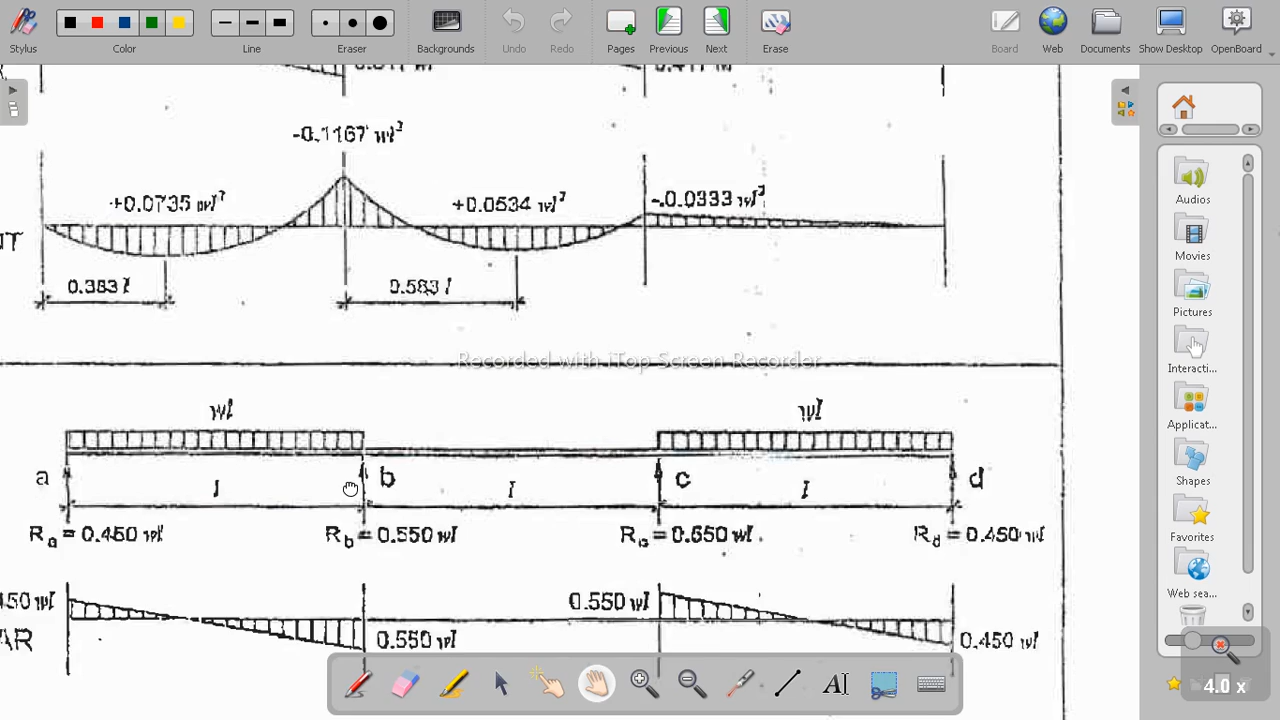 Stylus Color Line Eraser Backgrounds Undo Redo Pages Previous Next Erase Board Web Documents Show Desktop OpenBoard
-0.1167 wl²
+0.0735 wl²
+0.0534 wl²
-0.0333 wl²
0.383 l
0.583 l
Recorded with iTop Screen Recorder
wl
wl
a
b
c
d
l
l
l
Ra = 0.450 wl
Rb = 0.550 wl
Rc = 0.550 wl
Rd = 0.450 wl
0.550 wl
0.550 wl
0.450 wl
Audios
Movies
Pictures
Interacti...
Applicat...
Shapes
Favorites
Web sea...
4.0 x
AI